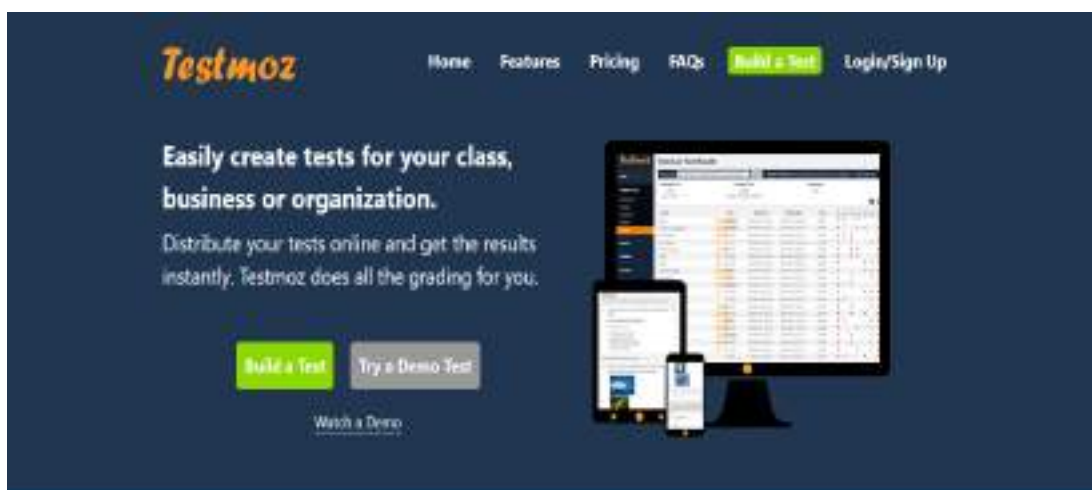 Testmoz
Home Features Pricing FAQs Build a Test Login/Sign Up
Easily create tests for your class,
business or organization.
Distribute your tests online and get the results
instantly. Testmoz does all the grading for you.
Build a Test Try a Demo Test
Watch a Demo